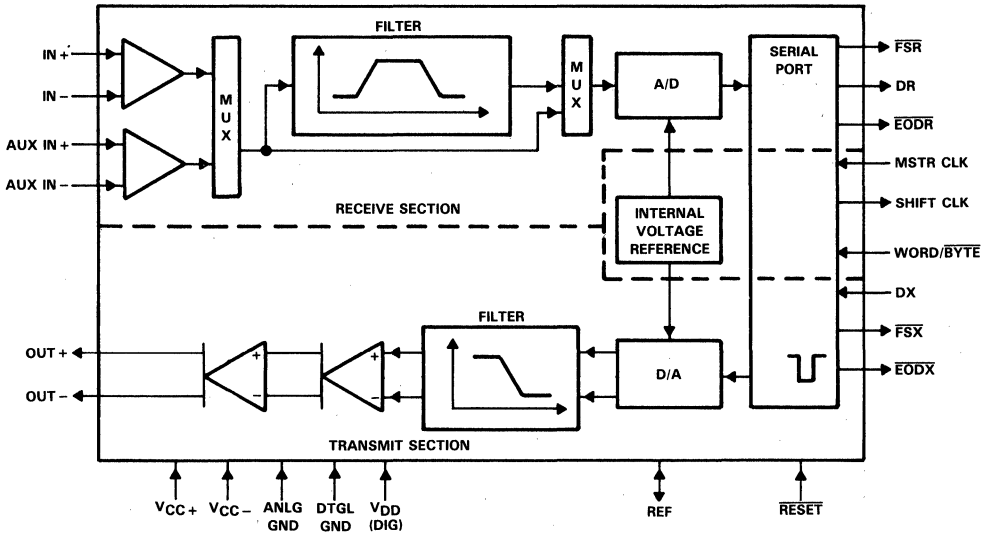 FILTER
IN +
IN −
AUX IN +
AUX IN −
MUX
MUX
A/D
SERIAL
PORT
FSR
DR
EODR
MSTR CLK
SHIFT CLK
WORD/BYTE
DX
FSX
EODX
RECEIVE SECTION
INTERNAL
VOLTAGE
REFERENCE
FILTER
OUT +
OUT −
+
−
+
−
D/A
TRANSMIT SECTION
VCC +
VCC −
ANLG
GND
DTGL
GND
VDD
(DIG)
REF
RESET